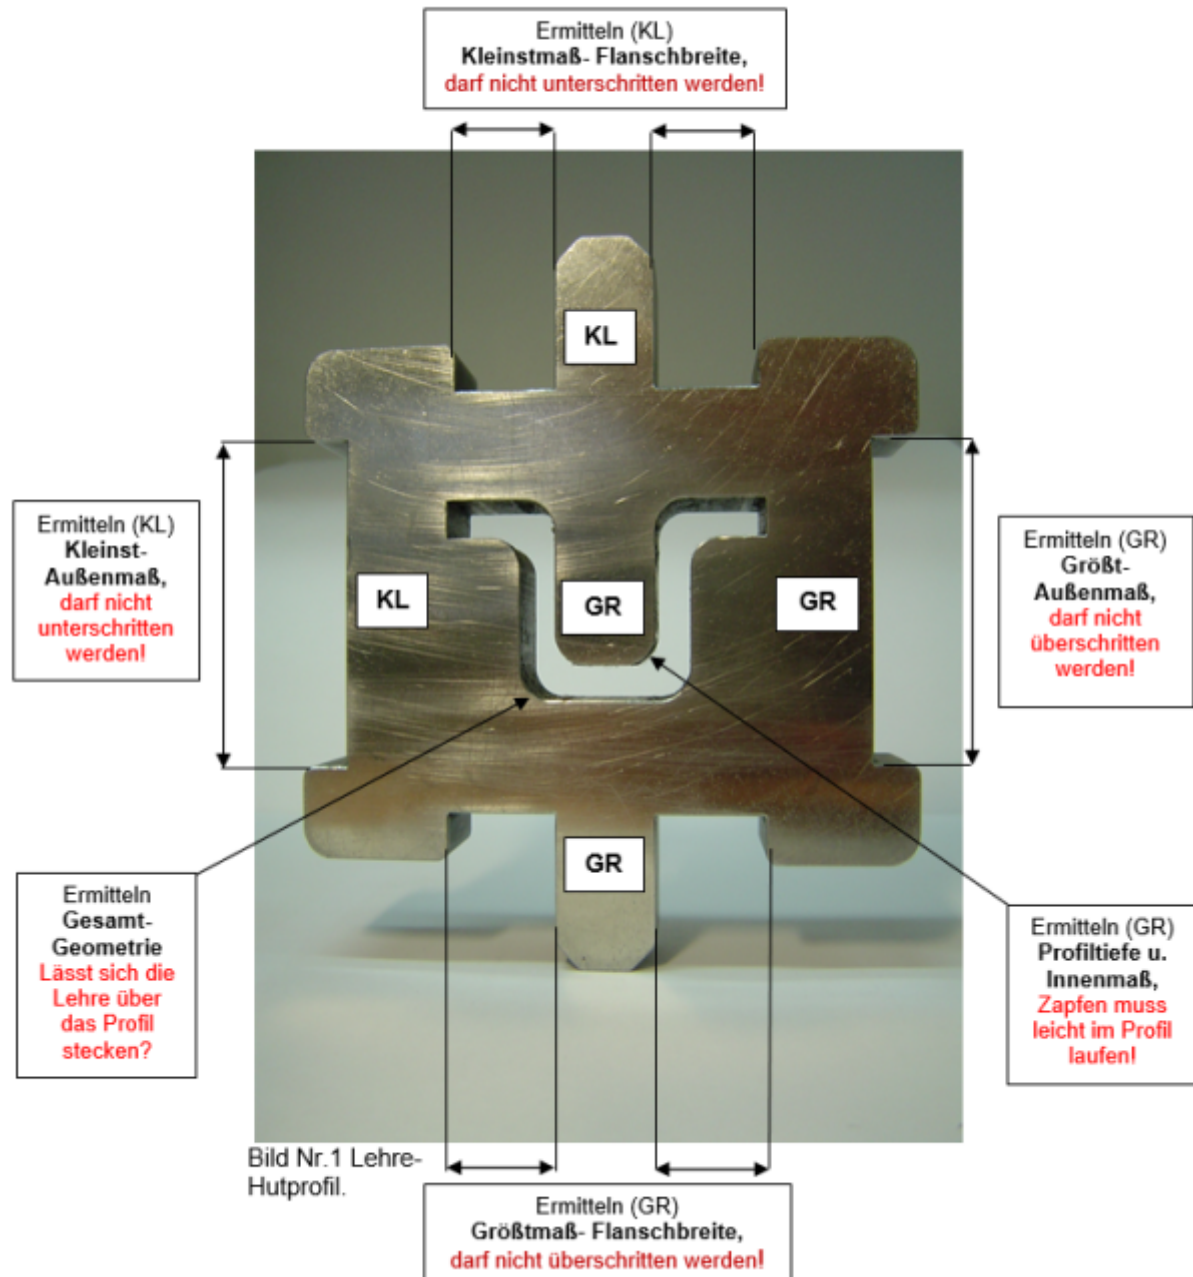 Ermitteln (KL)
Kleinstmaß- Flanschbreite,
darf nicht unterschritten werden!
KL
Ermitteln (KL)
Kleinst-
Außenmaß,
darf nicht
unterschritten
werden!
KL
GR
GR
Ermitteln (GR)
Größt-
Außenmaß,
darf nicht
überschritten
werden!
GR
Ermitteln
Gesamt-
Geometrie
Lässt sich die
Lehre über
das Profil
stecken?
Ermitteln (GR)
Profiltiefe u.
Innenmaß,
Zapfen muss
leicht im Profil
laufen!
Bild Nr.1 Lehre-
Hutprofil.
Ermitteln (GR)
Größtmaß- Flanschbreite,
darf nicht überschritten werden!